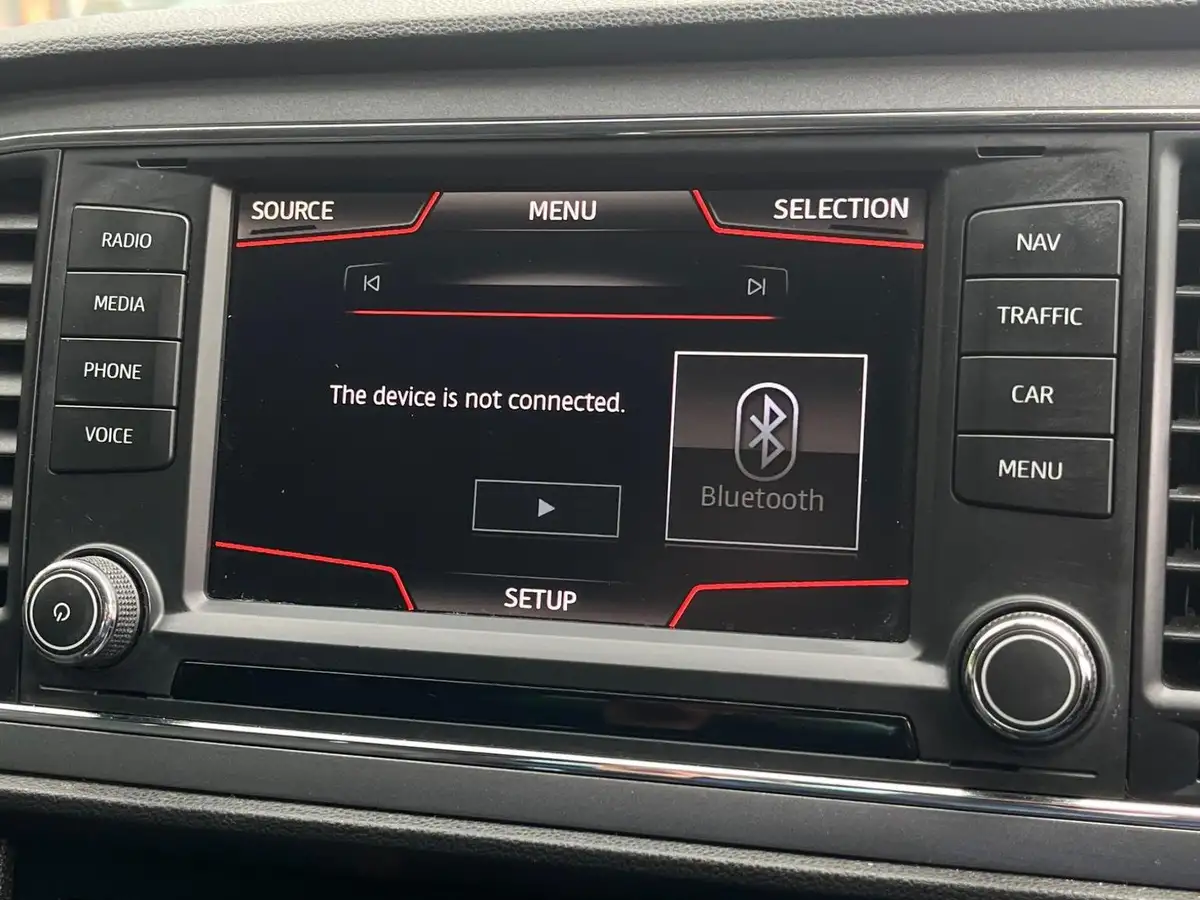 SOURCE
MENU
SELECTION
RADIO
MEDIA
PHONE
VOICE
The device is not connected.
Bluetooth
SETUP
NAV
TRAFFIC
CAR
MENU